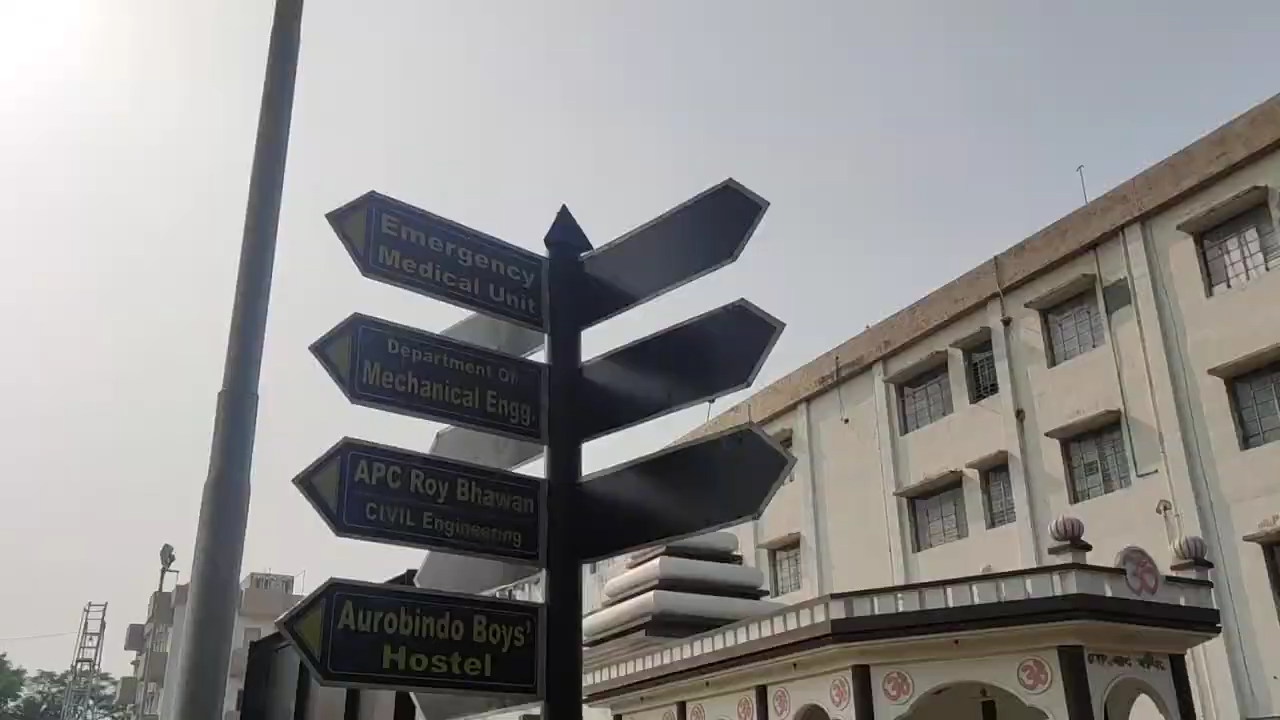 Emergency
Medical Unit
Department Of
Mechanical Engg.
APC Roy Bhawan
CIVIL Engineering
Aurobindo Boys'
Hostel
ॐ
ॐ
ॐ
ॐ
ॐ
ॐ